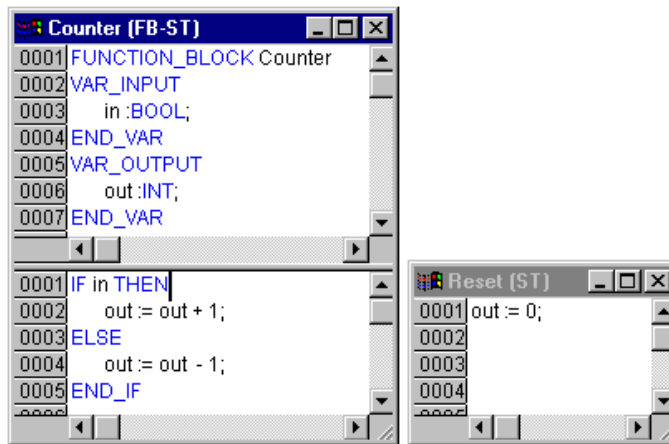 Counter (FB-ST)
0001 FUNCTION_BLOCK Counter
0002 VAR_INPUT
0003 in :BOOL;
0004 END_VAR
0005 VAR_OUTPUT
0006 out :INT;
0007 END_VAR
0001 IF in THEN
0002 out := out + 1;
0003 ELSE
0004 out := out - 1;
0005 END_IF
Reset (ST)
0001 out := 0;
0002
0003
0004